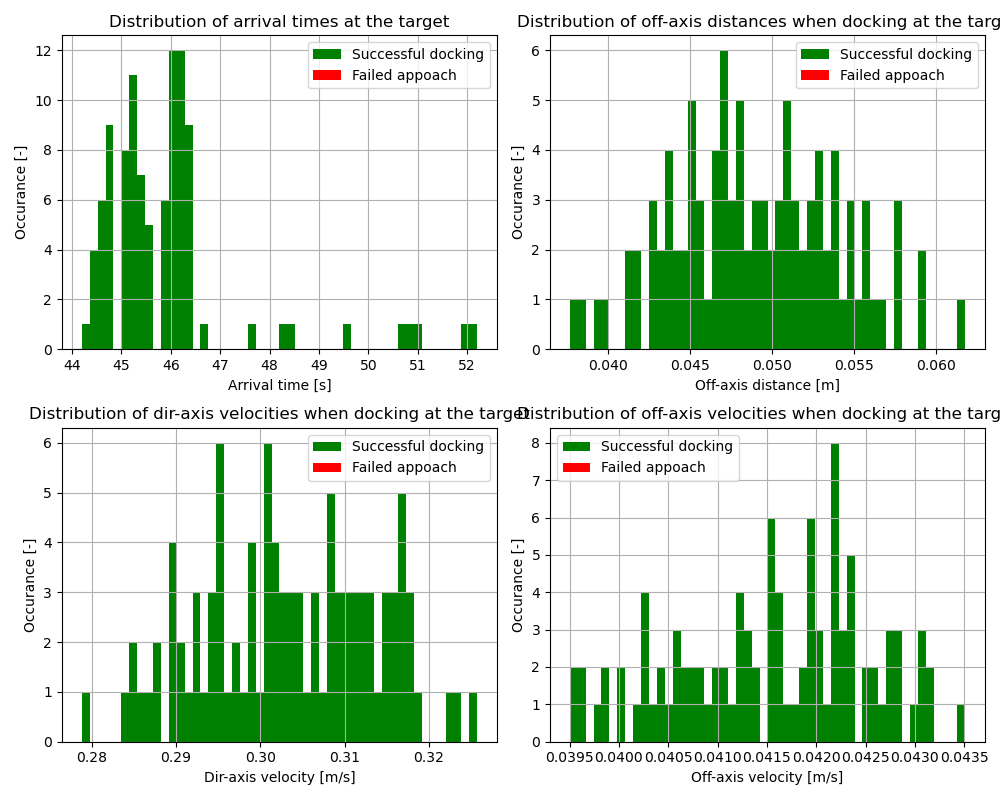 Distribution of arrival times at the target
12
10
8
6
4
2
0
Occurance [-]
Successful docking
Failed appoach
44 45 46 47 48 49 50 51 52
Arrival time [s]
Distribution of off-axis distances when docking at the targ
6
5
4
3
2
1
0
Occurance [-]
Successful docking
Failed appoach
0.040 0.045 0.050 0.055 0.060
Off-axis distance [m]
Distribution of dir-axis velocities when docking at the target
6
5
4
3
2
1
0
Occurance [-]
Successful docking
Failed appoach
0.28 0.29 0.30 0.31 0.32
Dir-axis velocity [m/s]
Distribution of off-axis velocities when docking at the targ
8
7
6
5
4
3
2
1
0
Occurance [-]
Successful docking
Failed appoach
0.0395 0.0400 0.0405 0.0410 0.0415 0.0420 0.0425 0.0430 0.0435
Off-axis velocity [m/s]